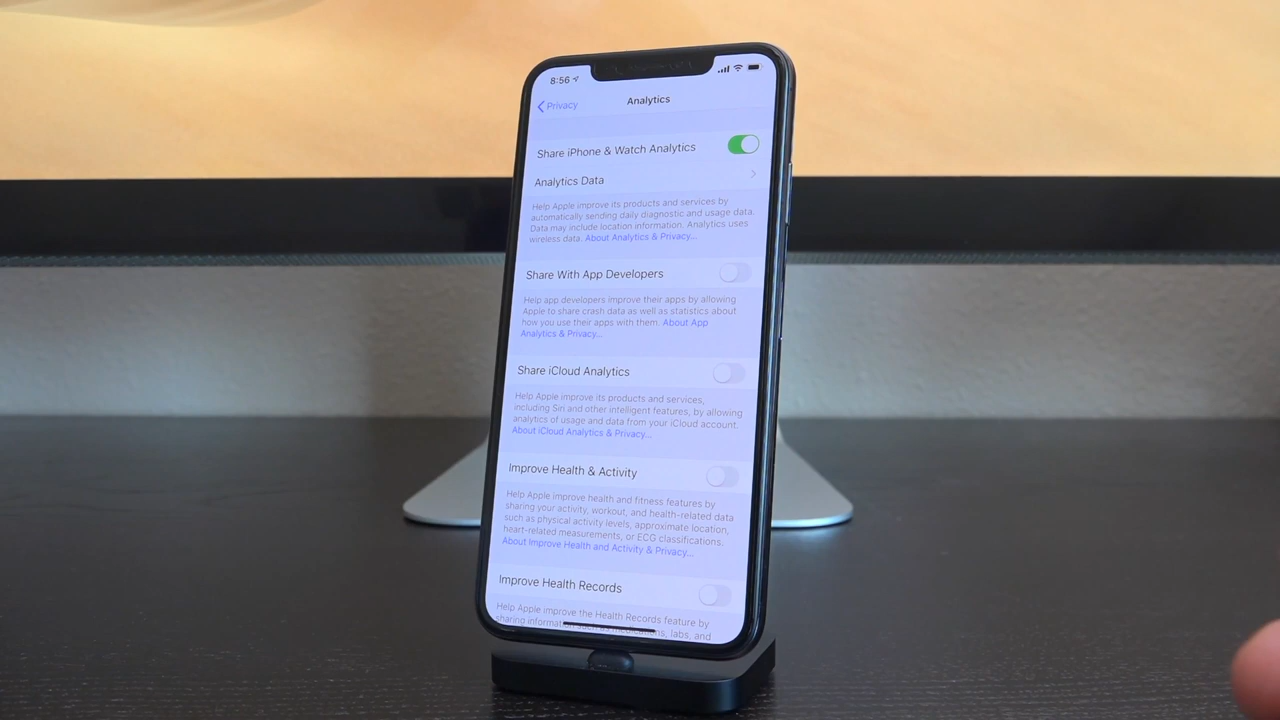 8:56
Privacy
Analytics
Share iPhone & Watch Analytics
Analytics Data
Help Apple improve its products and services by
automatically sending daily diagnostic and usage data.
Data may include location information. Analytics uses
wireless data. About Analytics & Privacy...
Share With App Developers
Help app developers improve their apps by allowing
Apple to share crash data as well as statistics about
how you use their apps with them. About App
Analytics & Privacy...
Share iCloud Analytics
Help Apple improve its products and services,
including Siri and other intelligent features, by allowing
analytics of usage and data from your iCloud account.
About iCloud Analytics & Privacy...
Improve Health & Activity
Help Apple improve health and fitness features by
sharing your activity, workout, and health-related data
such as physical activity levels, approximate location,
heart-related measurements, or ECG classifications.
About Improve Health and Activity & Privacy...
Improve Health Records
Help Apple improve the Health Records feature by
sharing information such as medications, labs, and